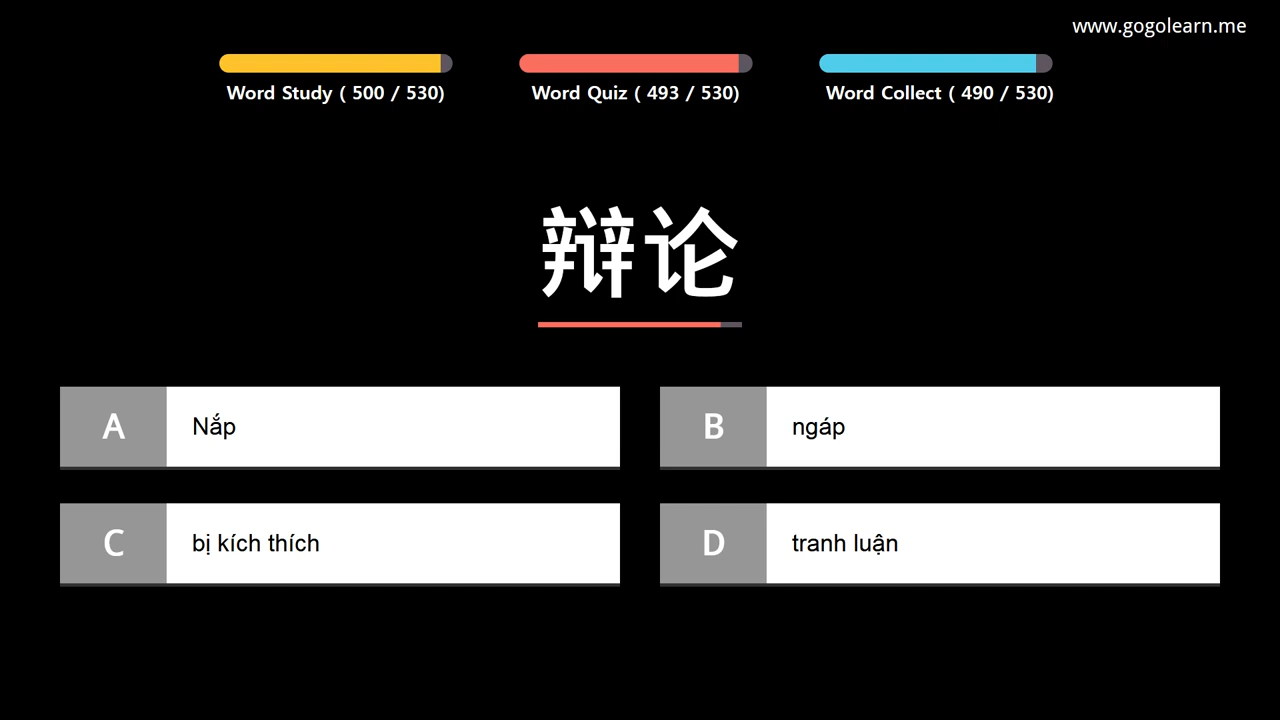 www.gogolearn.me
Word Study ( 500 / 530)
Word Quiz ( 493 / 530)
Word Collect ( 490 / 530)
辩论
A
Nắp
B
ngáp
C
bị kích thích
D
tranh luận